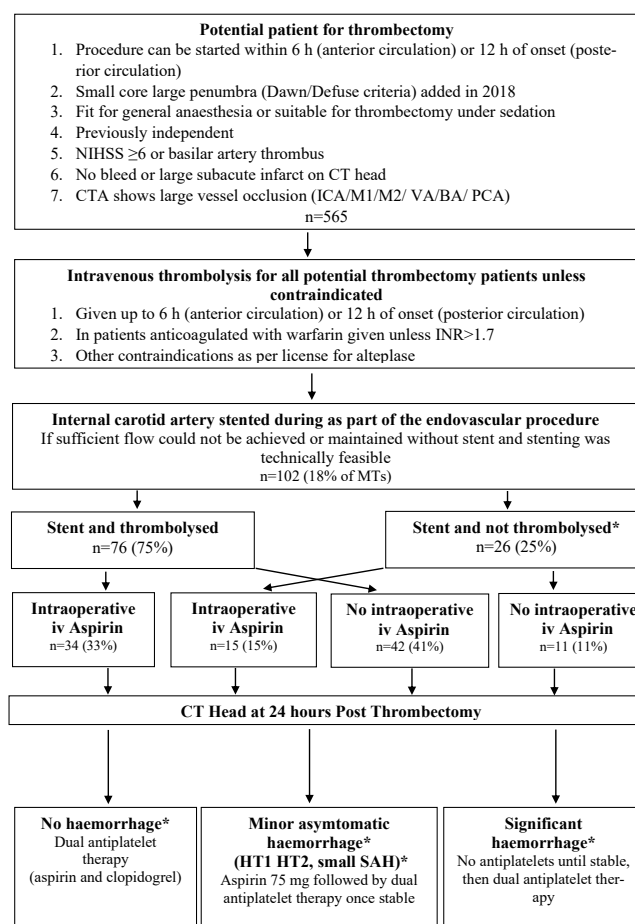 Potential patient for thrombectomy
1. Procedure can be started within 6 h (anterior circulation) or 12 h of onset (poste-
rior circulation)
2. Small core large penumbra (Dawn/Defuse criteria) added in 2018
3. Fit for general anaesthesia or suitable for thrombectomy under sedation
4. Previously independent
5. NIHSS ≥6 or basilar artery thrombus
6. No bleed or large subacute infarct on CT head
7. CTA shows large vessel occlusion (ICA/M1/M2/ VA/BA/ PCA)
n=565
Intravenous thrombolysis for all potential thrombectomy patients unless
contraindicated
1. Given up to 6 h (anterior circulation) or 12 h of onset (posterior circulation)
2. In patients anticoagulated with warfarin given unless INR>1.7
3. Other contraindications as per license for alteplase
Internal carotid artery stented during as part of the endovascular procedure
If sufficient flow could not be achieved or maintained without stent and stenting was
technically feasible
n=102 (18% of MTs)
Stent and thrombolysed
n=76 (75%)
Stent and not thrombolysed*
n=26 (25%)
Intraoperative
iv Aspirin
n=34 (33%)
Intraoperative
iv Aspirin
n=15 (15%)
No intraoperative
iv Aspirin
n=42 (41%)
No intraoperative
iv Aspirin
n=11 (11%)
CT Head at 24 hours Post Thrombectomy
No haemorrhage*
Dual antiplatelet
therapy
(aspirin and clopidogrel)
Minor asymtomatic
haemorrhage*
(HT1 HT2, small SAH)*
Aspirin 75 mg followed by dual
antiplatelet therapy once stable
Significant
haemorrhage*
No antiplatelets until stable,
then dual antiplatelet ther-
apy